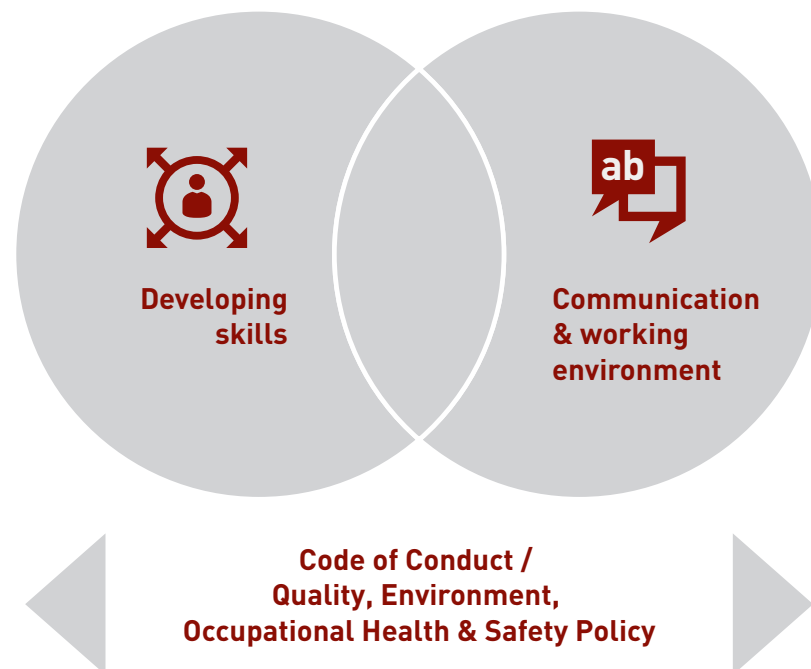 ab
Developing
skills
Communication
& working
environment
Code of Conduct /
Quality, Environment,
Occupational Health & Safety Policy